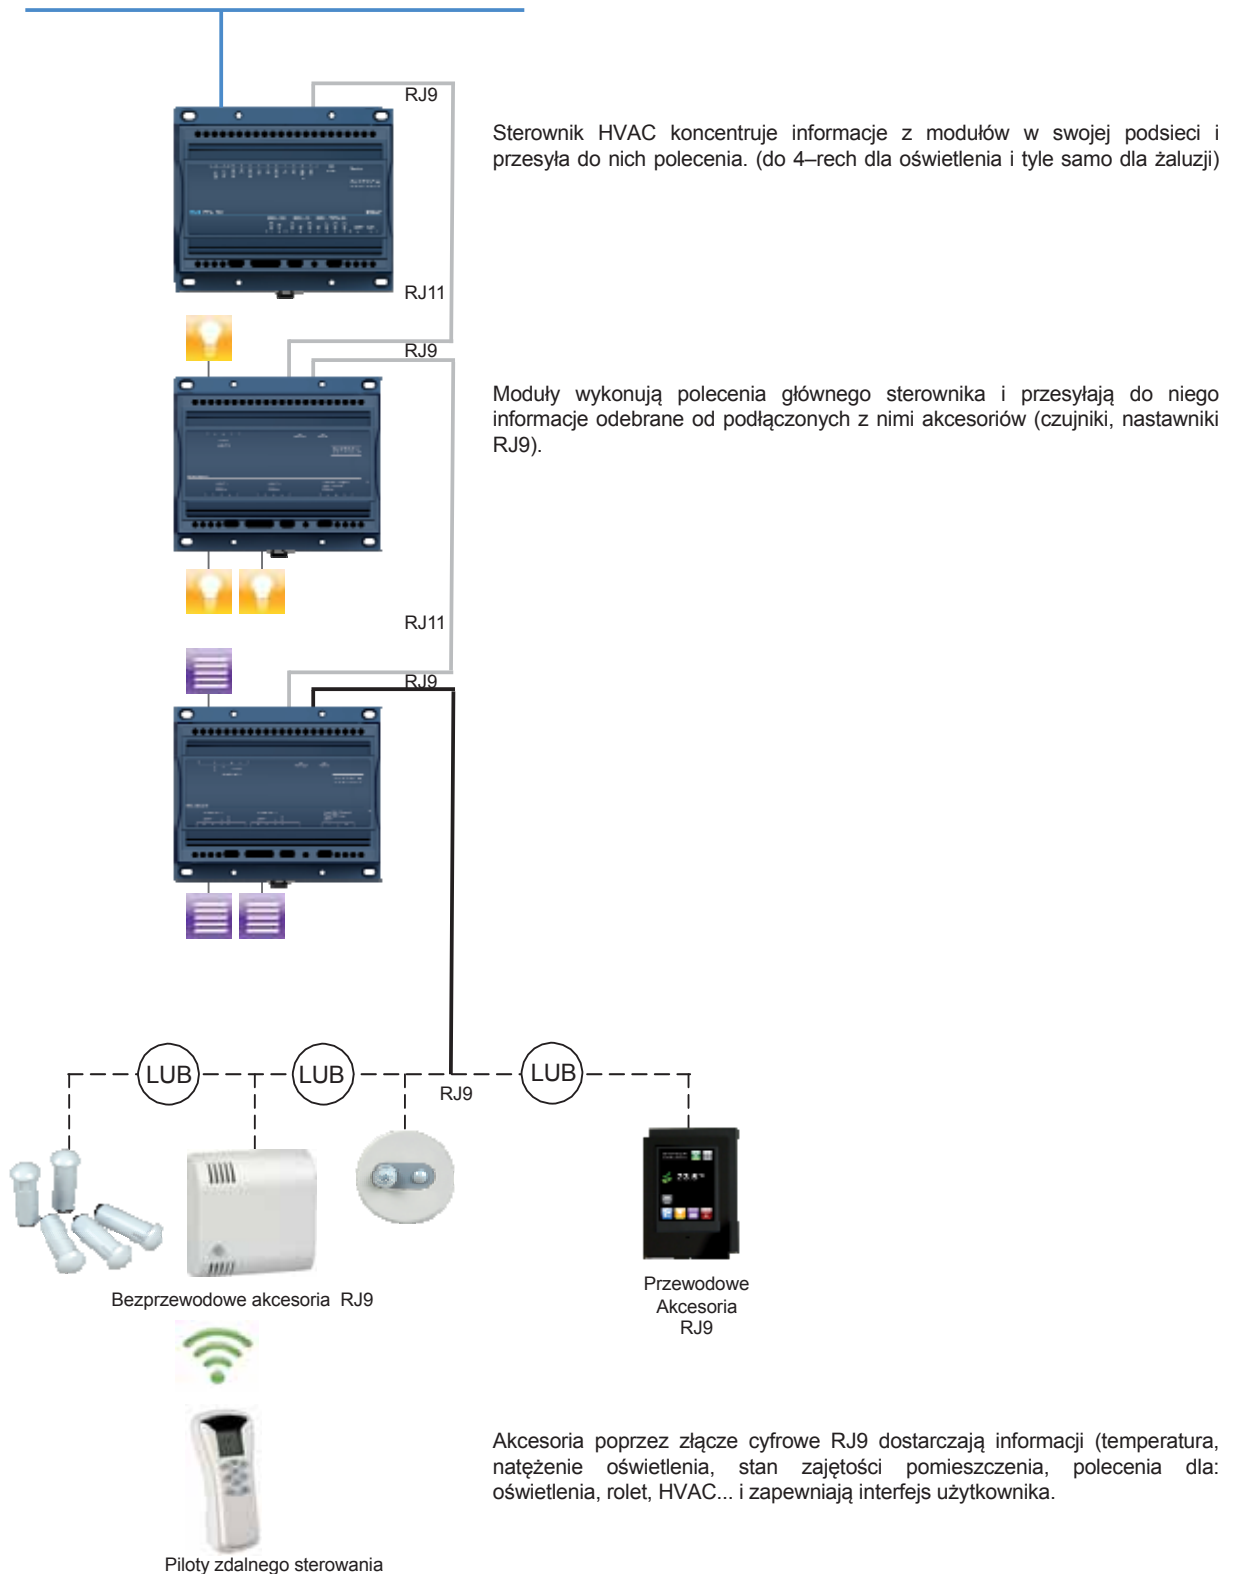 RJ9
Sterownik HVAC koncentruje informacje z modułów w swojej podsieci i
przesyła do nich polecenia. (do 4–rech dla oświetlenia i tyle samo dla żaluzji)
RJ11
RJ9
Moduły wykonują polecenia głównego sterownika i przesyłają do niego
informacje odebrane od podłączonych z nimi akcesoriów (czujniki, nastawniki
RJ9).
RJ11
RJ9
LUB
LUB
LUB
RJ9
23.8
Bezprzewodowe akcesoria RJ9
Przewodowe
Akcesoria
RJ9
Akcesoria poprzez złącze cyfrowe RJ9 dostarczają informacji (temperatura,
natężenie oświetlenia, stan zajętości pomieszczenia, polecenia dla:
oświetlenia, rolet, HVAC... i zapewniają interfejs użytkownika.
Piloty zdalnego sterowania